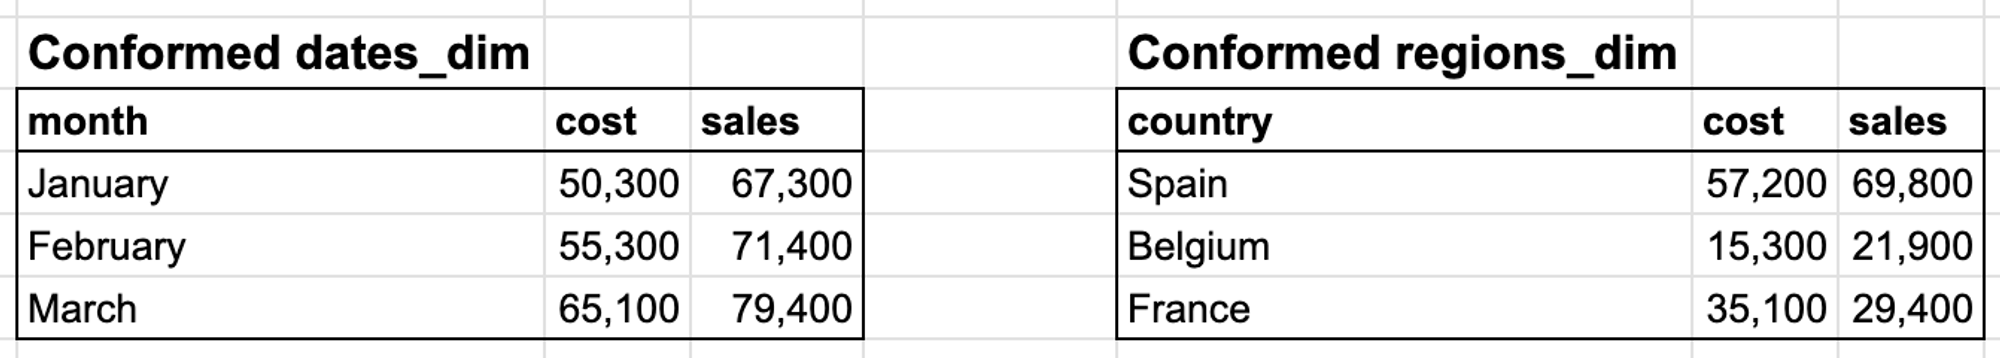 Conformed dates_dim
month cost sales
January 50,300 67,300
February 55,300 71,400
March 65,100 79,400
Conformed regions_dim
country cost sales
Spain 57,200 69,800
Belgium 15,300 21,900
France 35,100 29,400